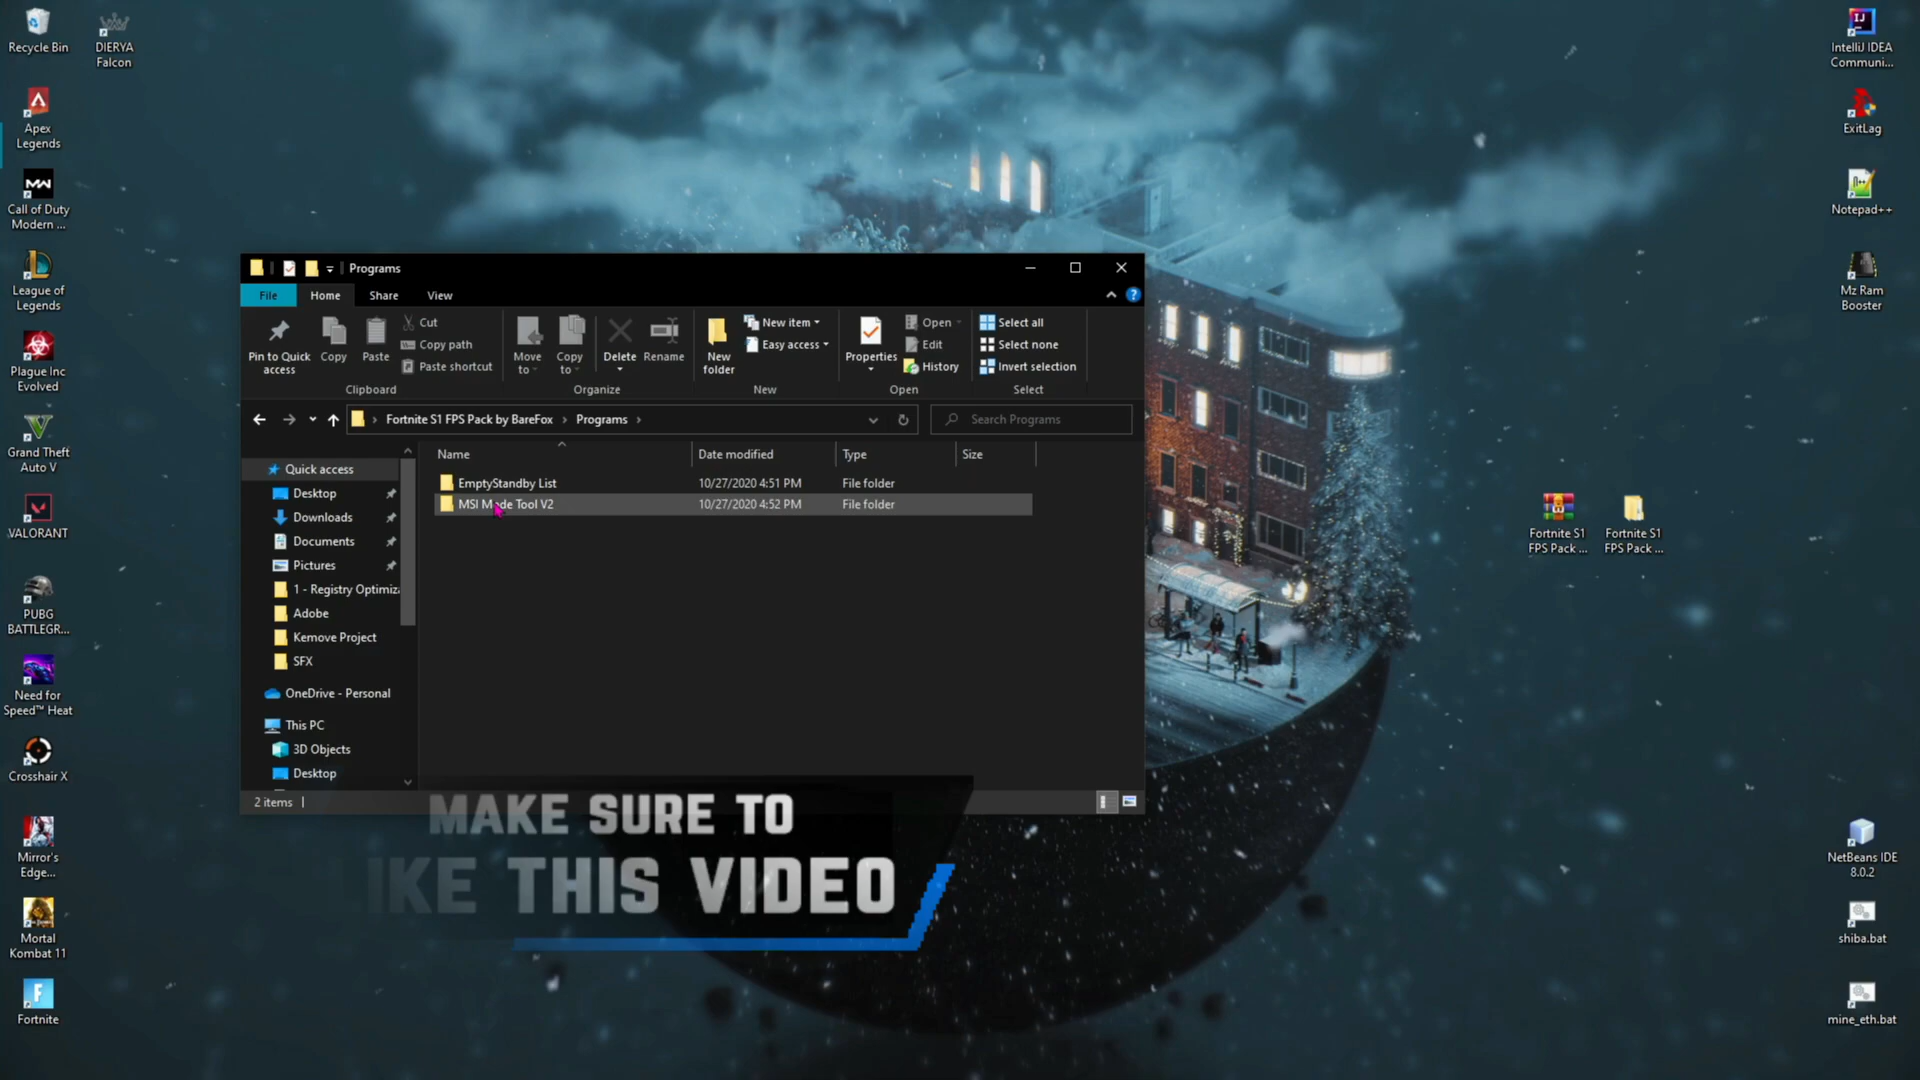 Recycle Bin
DIERYA
Falcon
Apex
Legends
Call of Duty
Modern ...
League of
Legends
Plague Inc
Evolved
Grand Theft
Auto V
VALORANT
PUBG
BATTLEGR...
Need for
Speed™ Heat
Crosshair X
Mirror's
Edge...
Mortal
Kombat 11
Fortnite
Programs
File
Home
Share
View
Pin to Quick
access
Copy
Paste
Cut
Copy path
Paste shortcut
Clipboard
Move
to
Copy
to
Delete
Rename
Organize
New
folder
New item
Easy access
New
Properties
Open
Edit
History
Open
Select all
Select none
Invert selection
Select
Fortnite S1 FPS Pack by BareFox
Programs
Search Programs
Name
Date modified
Type
Size
EmptyStandby List 10/27/2020 4:51 PM File folder
MSI Mode Tool V2 10/27/2020 4:52 PM File folder
Quick access
Desktop
Downloads
Documents
Pictures
1 - Registry Optimiz
Adobe
Kemove Project
SFX
OneDrive - Personal
This PC
3D Objects
Desktop
2 items
MAKE SURE TO
LIKE THIS VIDEO
Fortnite S1
FPS Pack ...
Fortnite S1
FPS Pack ...
IJ
IntelliJ IDEA
Communi...
ExitLag
Notepad++
Mz Ram
Booster
NetBeans IDE
8.0.2
shiba.bat
mine_eth.bat